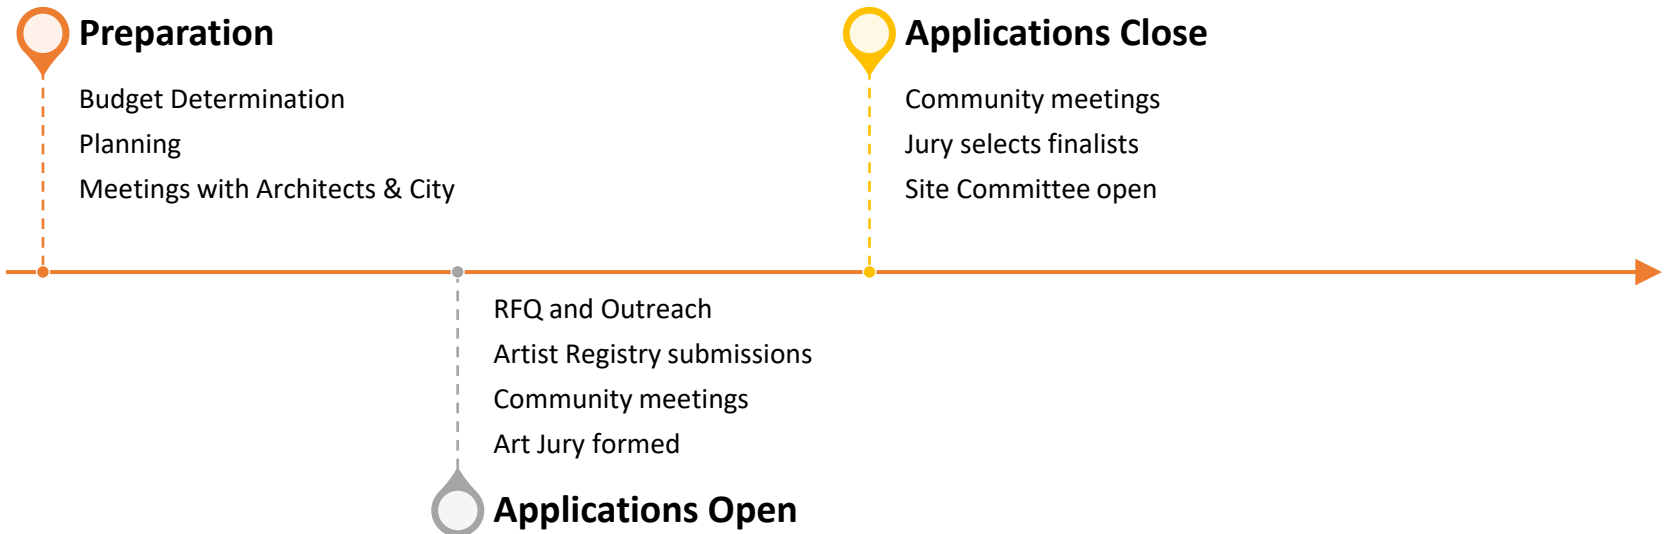 Preparation
Budget Determination
Planning
Meetings with Architects & City
Applications Close
Community meetings
Jury selects finalists
Site Committee open
RFQ and Outreach
Artist Registry submissions
Community meetings
Art Jury formed
Applications Open